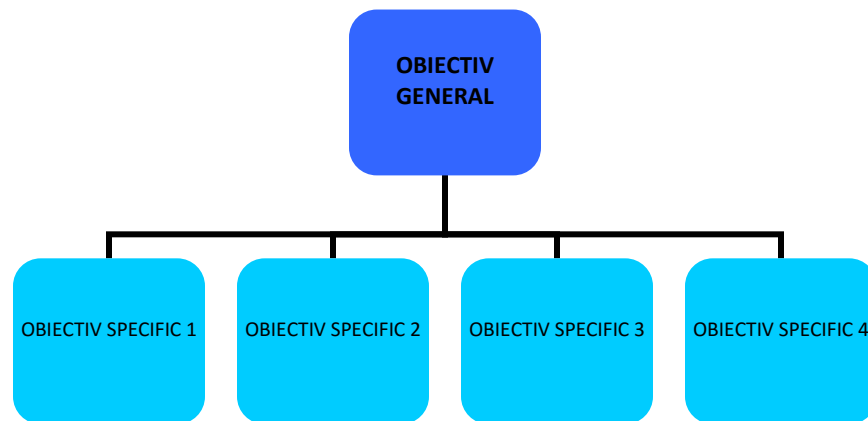 OBIECTIV
GENERAL
OBIECTIV SPECIFIC 1
OBIECTIV SPECIFIC 2
OBIECTIV SPECIFIC 3
OBIECTIV SPECIFIC 4